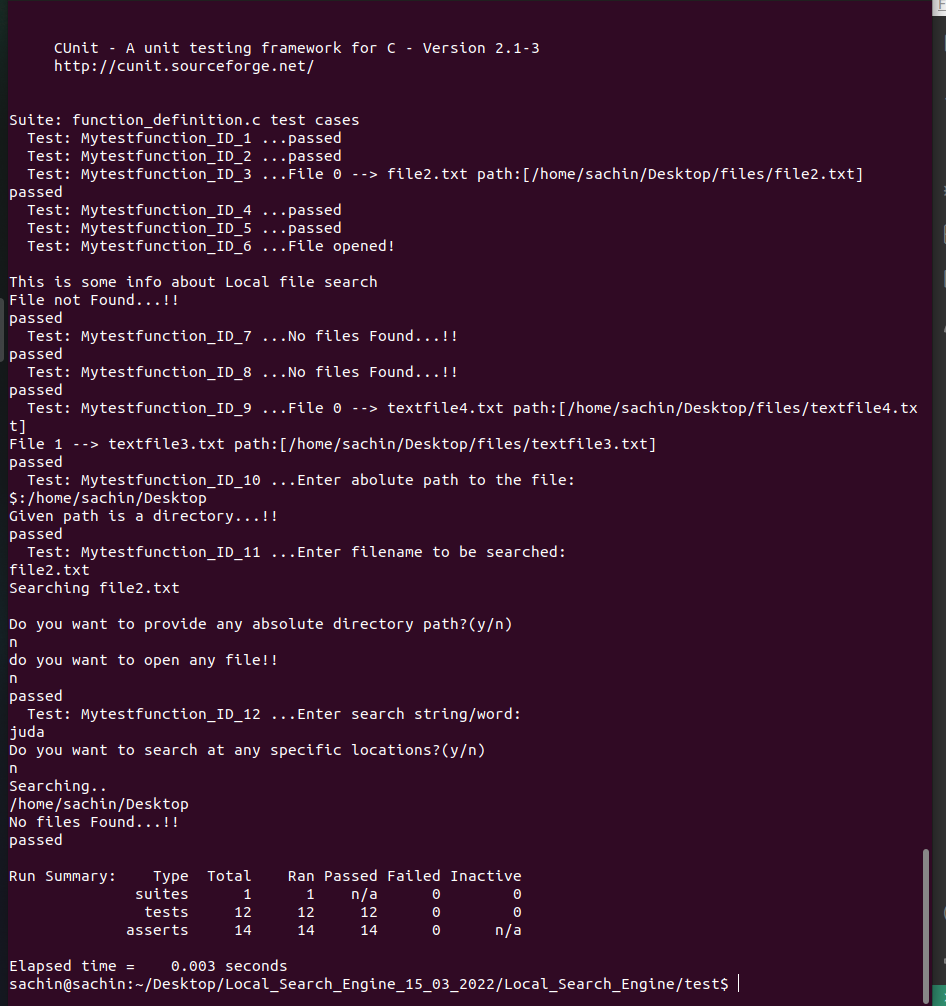 CUnit - A unit testing framework for C - Version 2.1-3
http://cunit.sourceforge.net/
Suite: function_definition.c test cases
Test: Mytestfunction_ID_1 ...passed
Test: Mytestfunction_ID_2 ...passed
Test: Mytestfunction_ID_3 ...File 0 --> file2.txt path:[/home/sachin/Desktop/files/file2.txt]
passed
Test: Mytestfunction_ID_4 ...passed
Test: Mytestfunction_ID_5 ...passed
Test: Mytestfunction_ID_6 ...File opened!
This is some info about Local file search
File not Found...!!
passed
Test: Mytestfunction_ID_7 ...No files Found...!!
passed
Test: Mytestfunction_ID_8 ...No files Found...!!
passed
Test: Mytestfunction_ID_9 ...File 0 --> textfile4.txt path:[/home/sachin/Desktop/files/textfile4.tx
t]
File 1 --> textfile3.txt path:[/home/sachin/Desktop/files/textfile3.txt]
passed
Test: Mytestfunction_ID_10 ...Enter abolute path to the file:
$:/home/sachin/Desktop
Given path is a directory...!!
passed
Test: Mytestfunction_ID_11 ...Enter filename to be searched:
file2.txt
Searching file2.txt
Do you want to provide any absolute directory path?(y/n)
n
do you want to open any file!!
n
passed
Test: Mytestfunction_ID_12 ...Enter search string/word:
juda
Do you want to search at any specific locations?(y/n)
n
Searching..
/home/sachin/Desktop
No files Found...!!
passed
Run Summary: Type Total Ran Passed Failed Inactive
suites 1 1 n/a 0 0
tests 12 12 12 0 0
asserts 14 14 14 0 n/a
Elapsed time = 0.003 seconds
sachin@sachin:~/Desktop/Local_Search_Engine_15_03_2022/Local_Search_Engine/test$